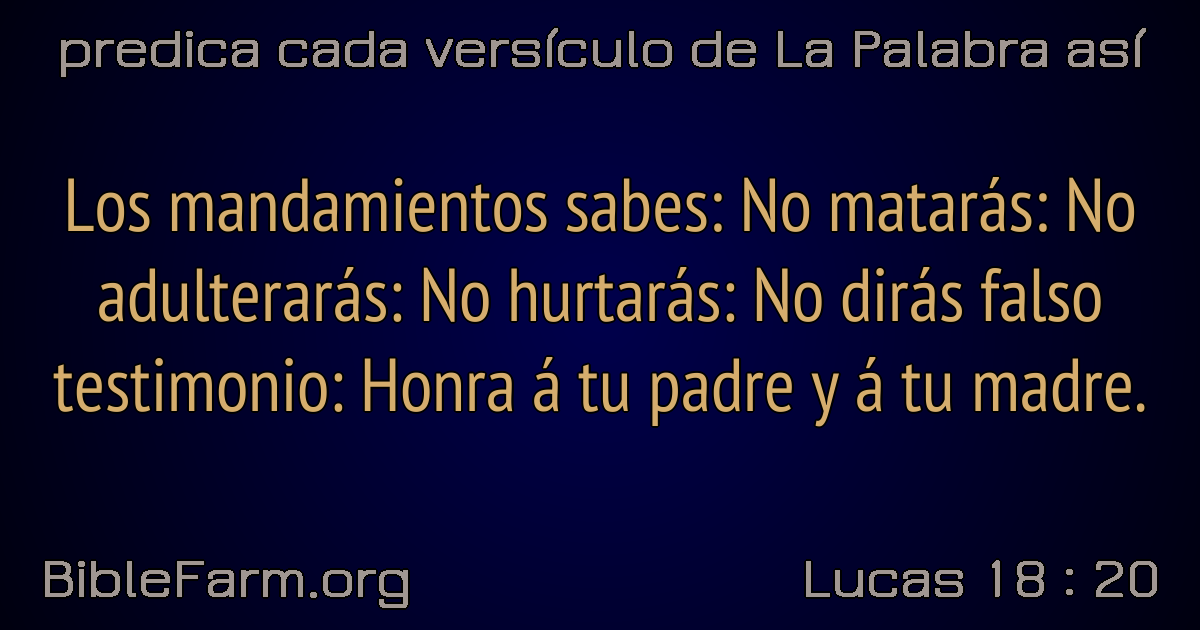 predica cada versículo de La Palabra así
Los mandamientos sabes: No matarás: No
adulterarás: No hurtarás: No dirás falso
testimonio: Honra á tu padre y á tu madre.
BibleFarm.org
Lucas 18 : 20